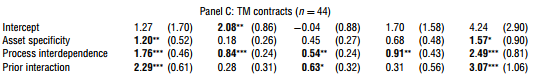 Panel C: TM contracts (n = 44)
Intercept 1.27 (1.70) 2.08** (0.86) −0.04 (0.88) 1.70 (1.58) 4.24 (2.90)
Asset specificity 1.20** (0.52) 0.18 (0.26) 0.45 (0.27) 0.68 (0.48) 1.57* (0.90)
Process interdependence 1.76*** (0.46) 0.84*** (0.24) 0.54** (0.24) 0.91** (0.43) 2.49*** (0.81)
Prior interaction 2.29*** (0.61) 0.28 (0.31) 0.63* (0.32) 0.31 (0.56) 3.07*** (1.06)